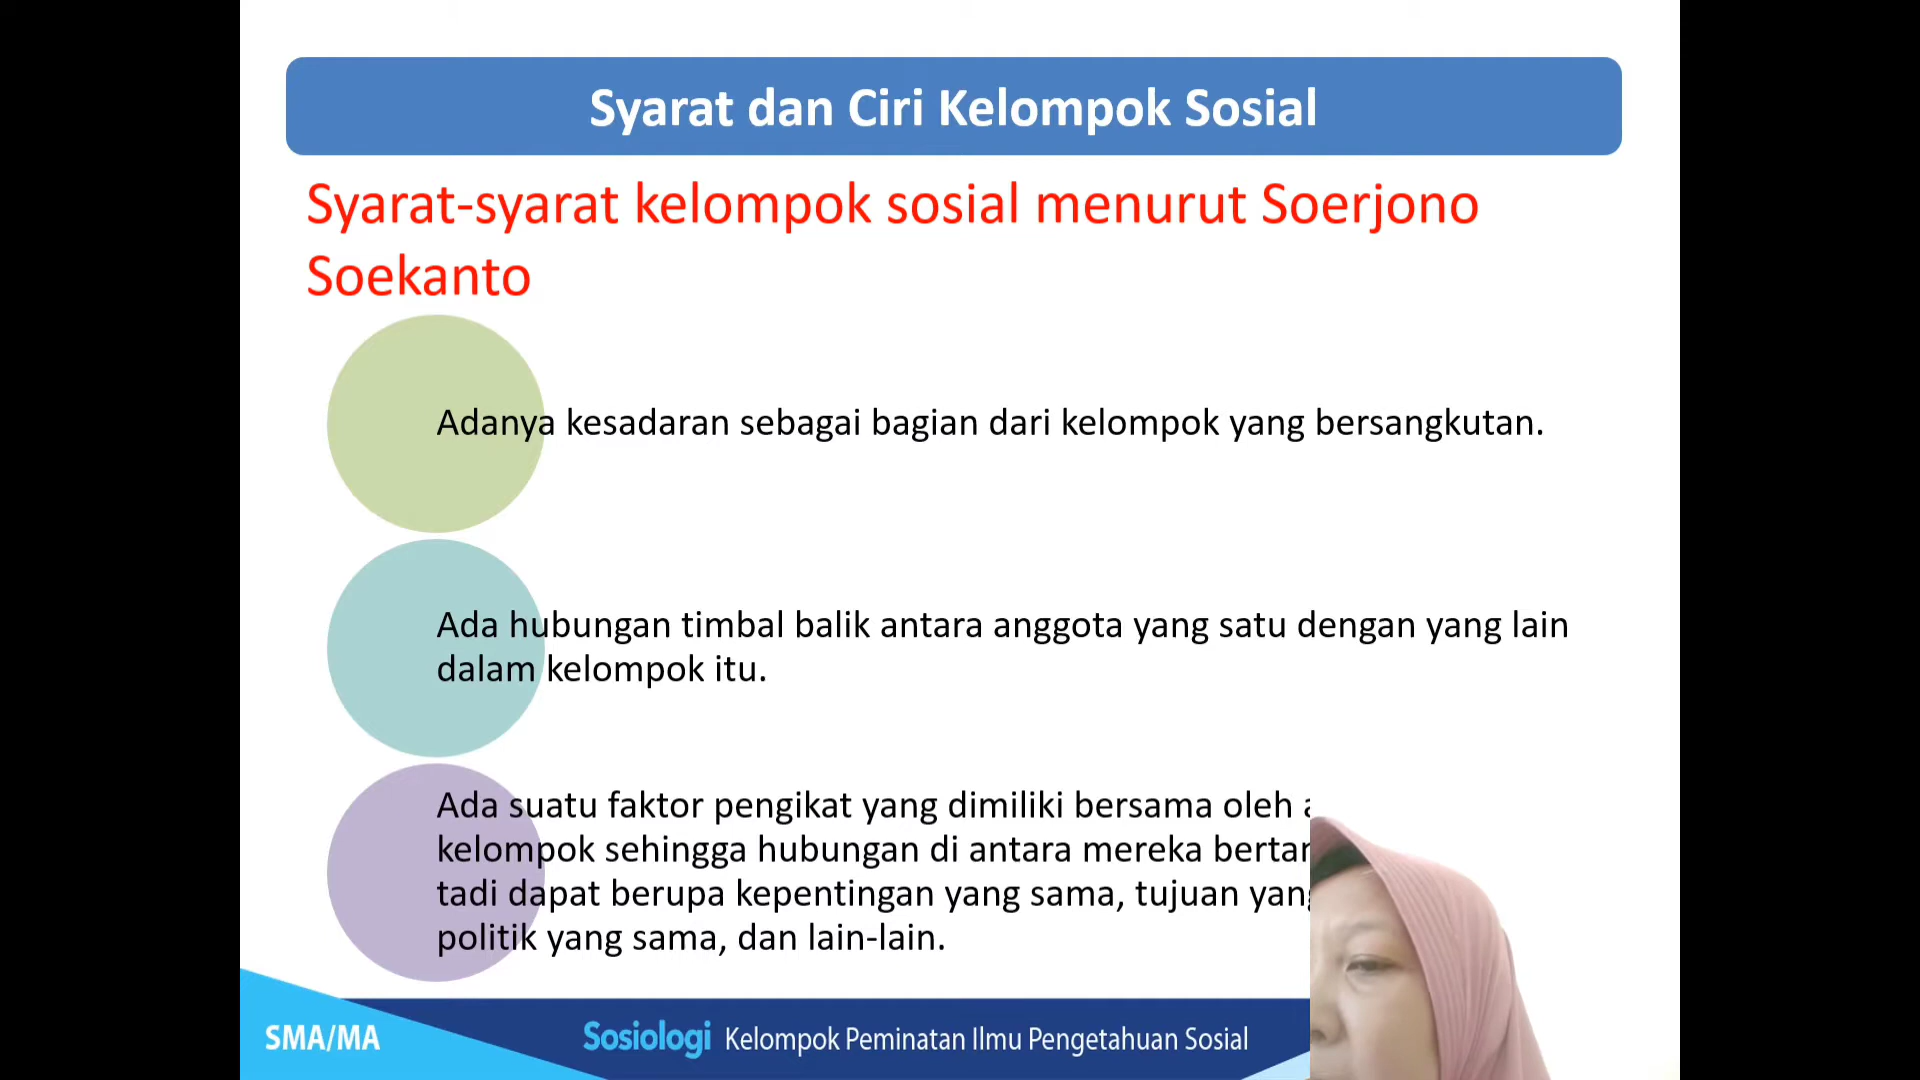 Syarat dan Ciri Kelompok Sosial
Syarat-syarat kelompok sosial menurut Soerjono
Soekanto
Adanya kesadaran sebagai bagian dari kelompok yang bersangkutan.
Ada hubungan timbal balik antara anggota yang satu dengan yang lain
dalam kelompok itu.
Ada suatu faktor pengikat yang dimiliki bersama oleh
kelompok sehingga hubungan di antara mereka
tadi dapat berupa kepentingan yang sama, tujuan
politik yang sama, dan lain-lain.
SMA/MA
Sosiologi Kelompok Peminatan Ilmu Pengetahuan Sosial